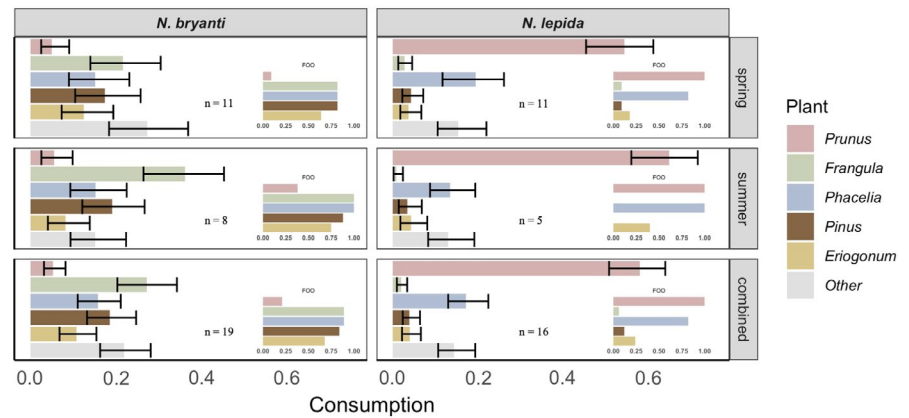 N. bryanti
N. lepida
FOO
n = 11
0.00 0.25 0.50 0.75 1.00
FOO
n = 11
0.00 0.25 0.50 0.75 1.00
spring
FOO
n = 8
0.00 0.25 0.50 0.75 1.00
FOO
n = 5
0.00 0.25 0.50 0.75 1.00
summer
FOO
n = 19
0.00 0.25 0.50 0.75 1.00
FOO
n = 16
0.00 0.25 0.50 0.75 1.00
combined
0.0 0.2 0.4 0.6
0.0 0.2 0.4 0.6
Consumption
Plant
Prunus
Frangula
Phacelia
Pinus
Eriogonum
Other